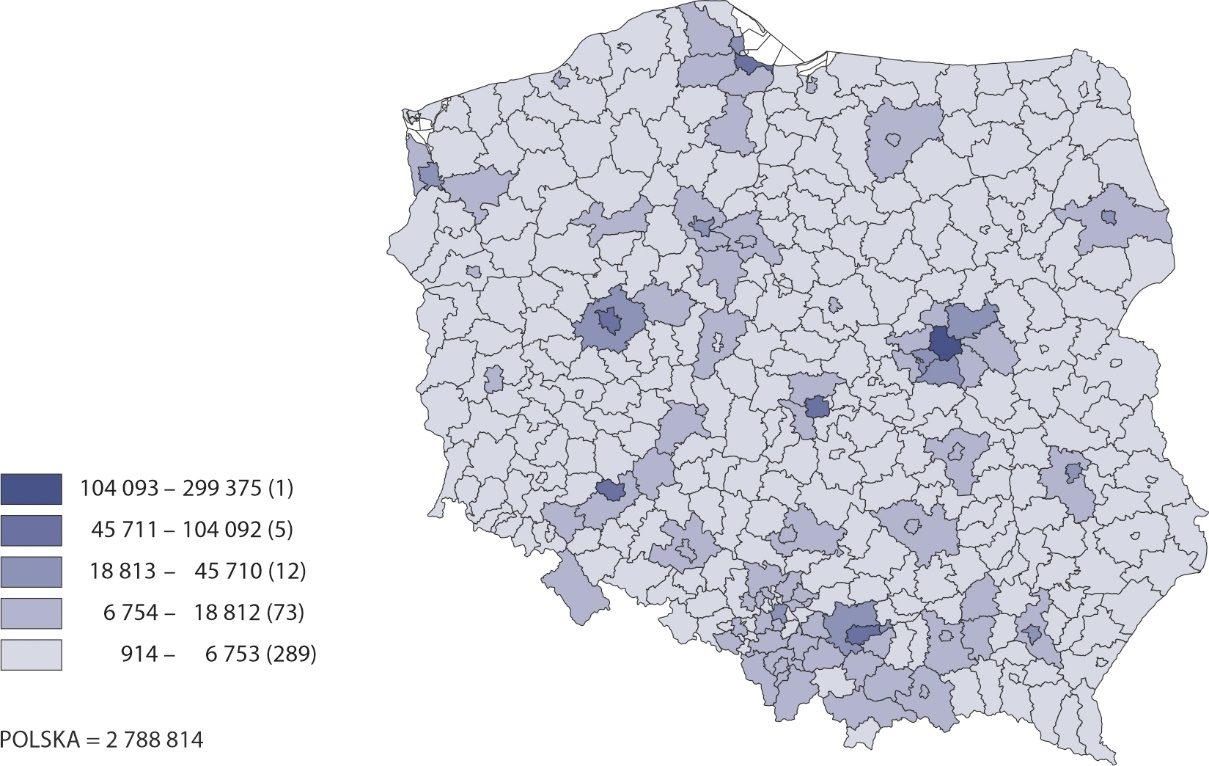 104 093 – 299 375 (1)
45 711 – 104 092 (5)
18 813 – 45 710 (12)
6 754 – 18 812 (73)
914 – 6 753 (289)
POLSKA = 2 788 814